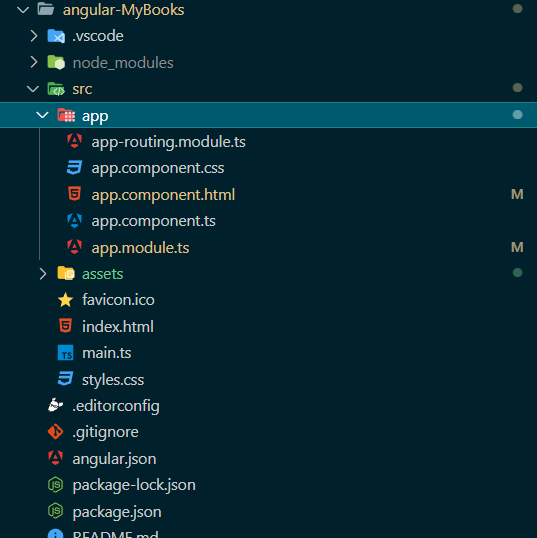 angular-MyBooks
.vscode
node_modules
src
app
app-routing.module.ts
app.component.css
app.component.html M
app.component.ts
app.module.ts M
assets
favicon.ico
index.html
TS main.ts
styles.css
.editorconfig
.gitignore
angular.json
JS package-lock.json
JS package.json
README.md